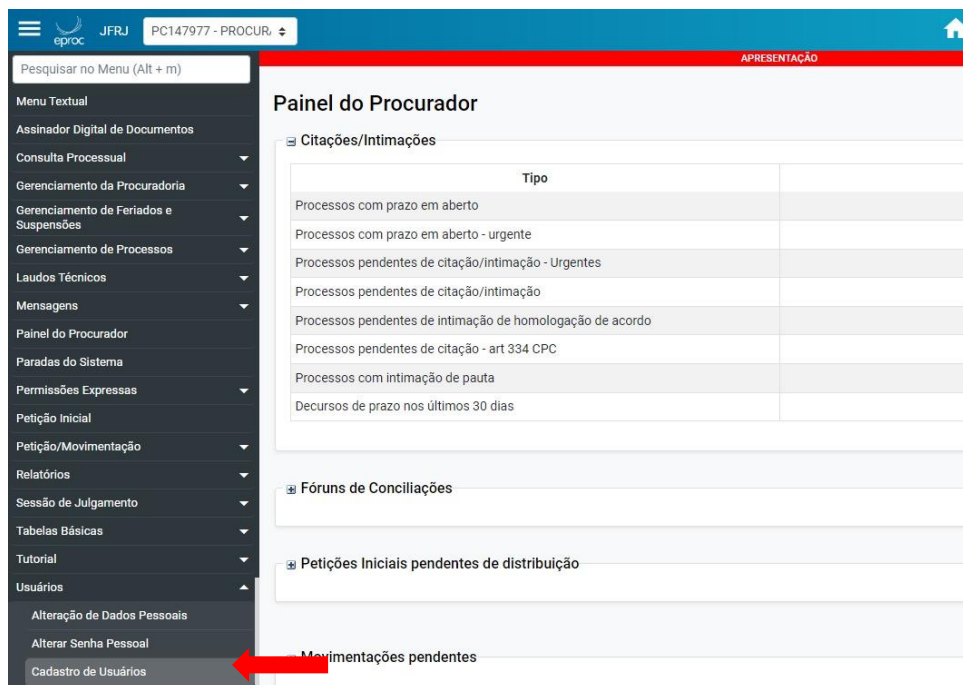 eproc
JFRJ
PC147977 - PROCUR
Pesquisar no Menu (Alt + m)
APRESENTAÇÃO
Menu Textual
Assinador Digital de Documentos
Consulta Processual
Gerenciamento da Procuradoria
Gerenciamento de Feriados e
Suspensões
Gerenciamento de Processos
Laudos Técnicos
Mensagens
Painel do Procurador
Paradas do Sistema
Permissões Expressas
Petição Inicial
Petição/Movimentação
Relatórios
Sessão de Julgamento
Tabelas Básicas
Tutorial
Usuários
Alteração de Dados Pessoais
Alterar Senha Pessoal
Cadastro de Usuários
Painel do Procurador
Citações/Intimações
Tipo
Processos com prazo em aberto
Processos com prazo em aberto - urgente
Processos pendentes de citação/intimação - Urgentes
Processos pendentes de citação/intimação
Processos pendentes de intimação de homologação de acordo
Processos pendentes de citação - art 334 CPC
Processos com intimação de pauta
Decursos de prazo nos últimos 30 dias
Fóruns de Conciliações
Petições Iniciais pendentes de distribuição
Movimentações pendentes